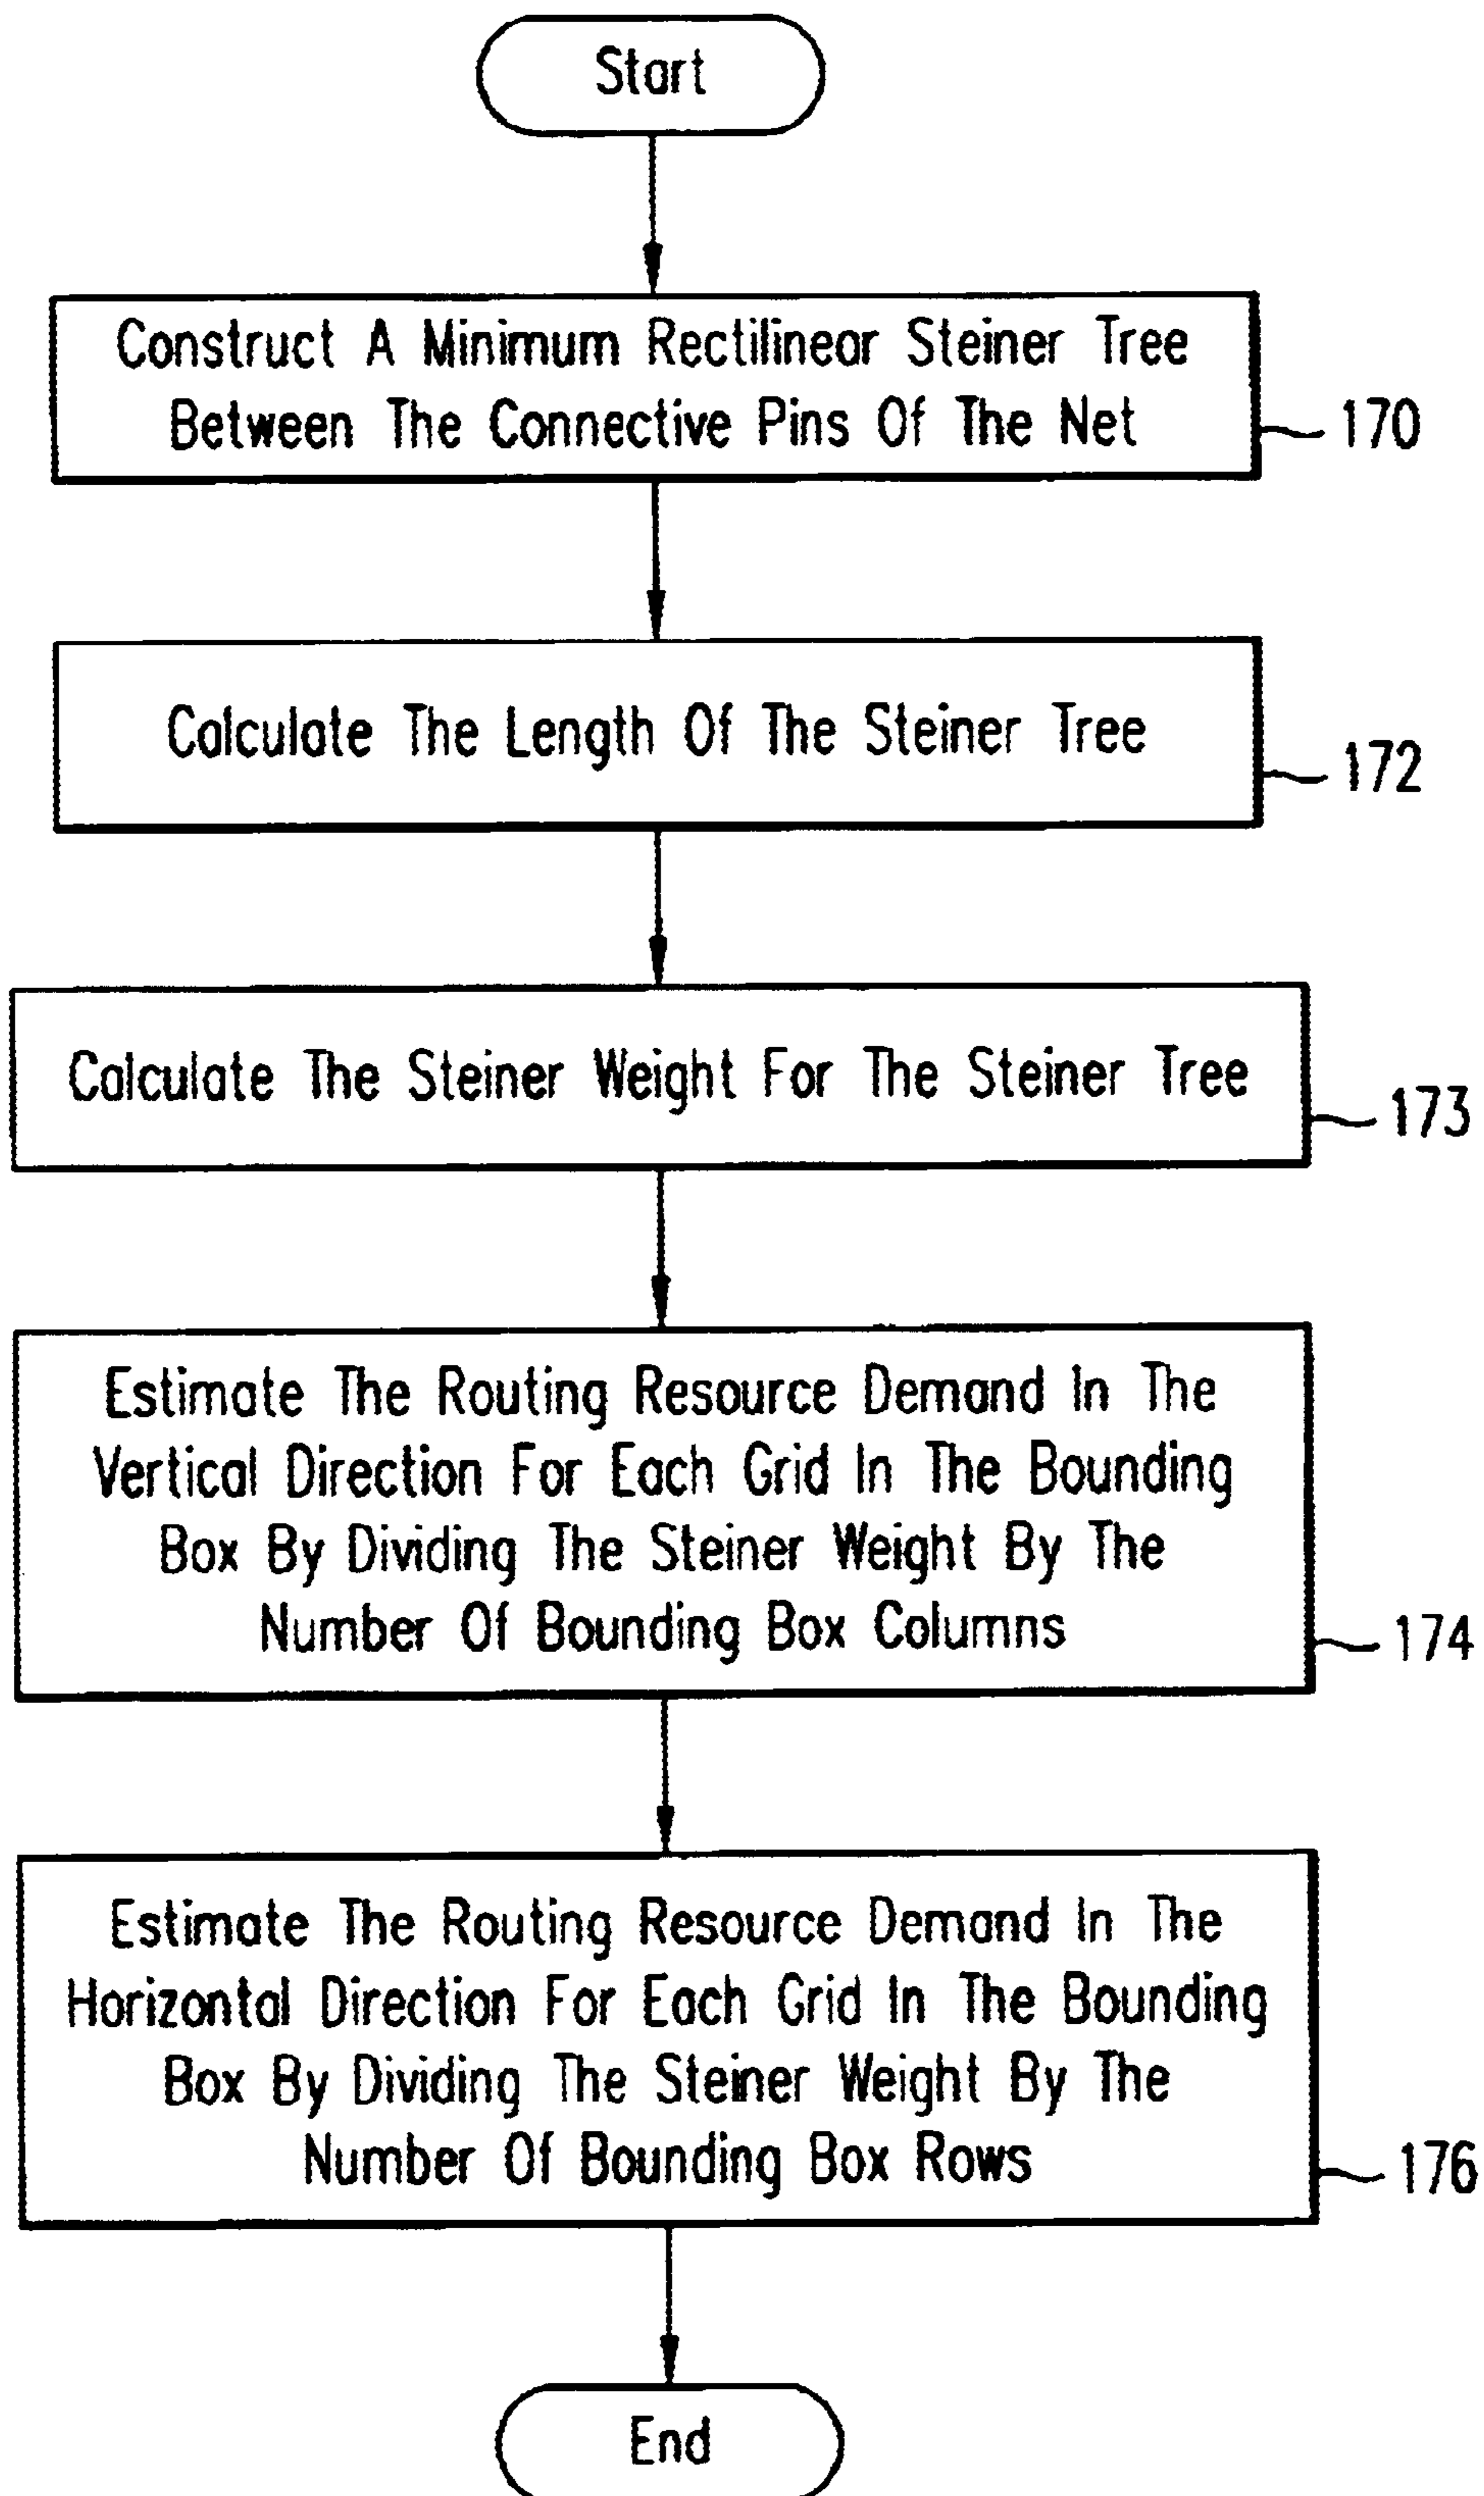 Start
Construct A Minimum Rectilinear Steiner Tree
Between The Connective Pins Of The Net
170
Calculate The Length Of The Steiner Tree
172
Calculate The Steiner Weight For The Steiner Tree
173
Estimate The Routing Resource Demand In The
Vertical Direction For Each Grid In The Bounding
Box By Dividing The Steiner Weight By The
Number Of Bounding Box Columns
174
Estimate The Routing Resource Demand In The
Horizontal Direction For Each Grid In The Bounding
Box By Dividing The Steiner Weight By The
Number Of Bounding Box Rows
176
End